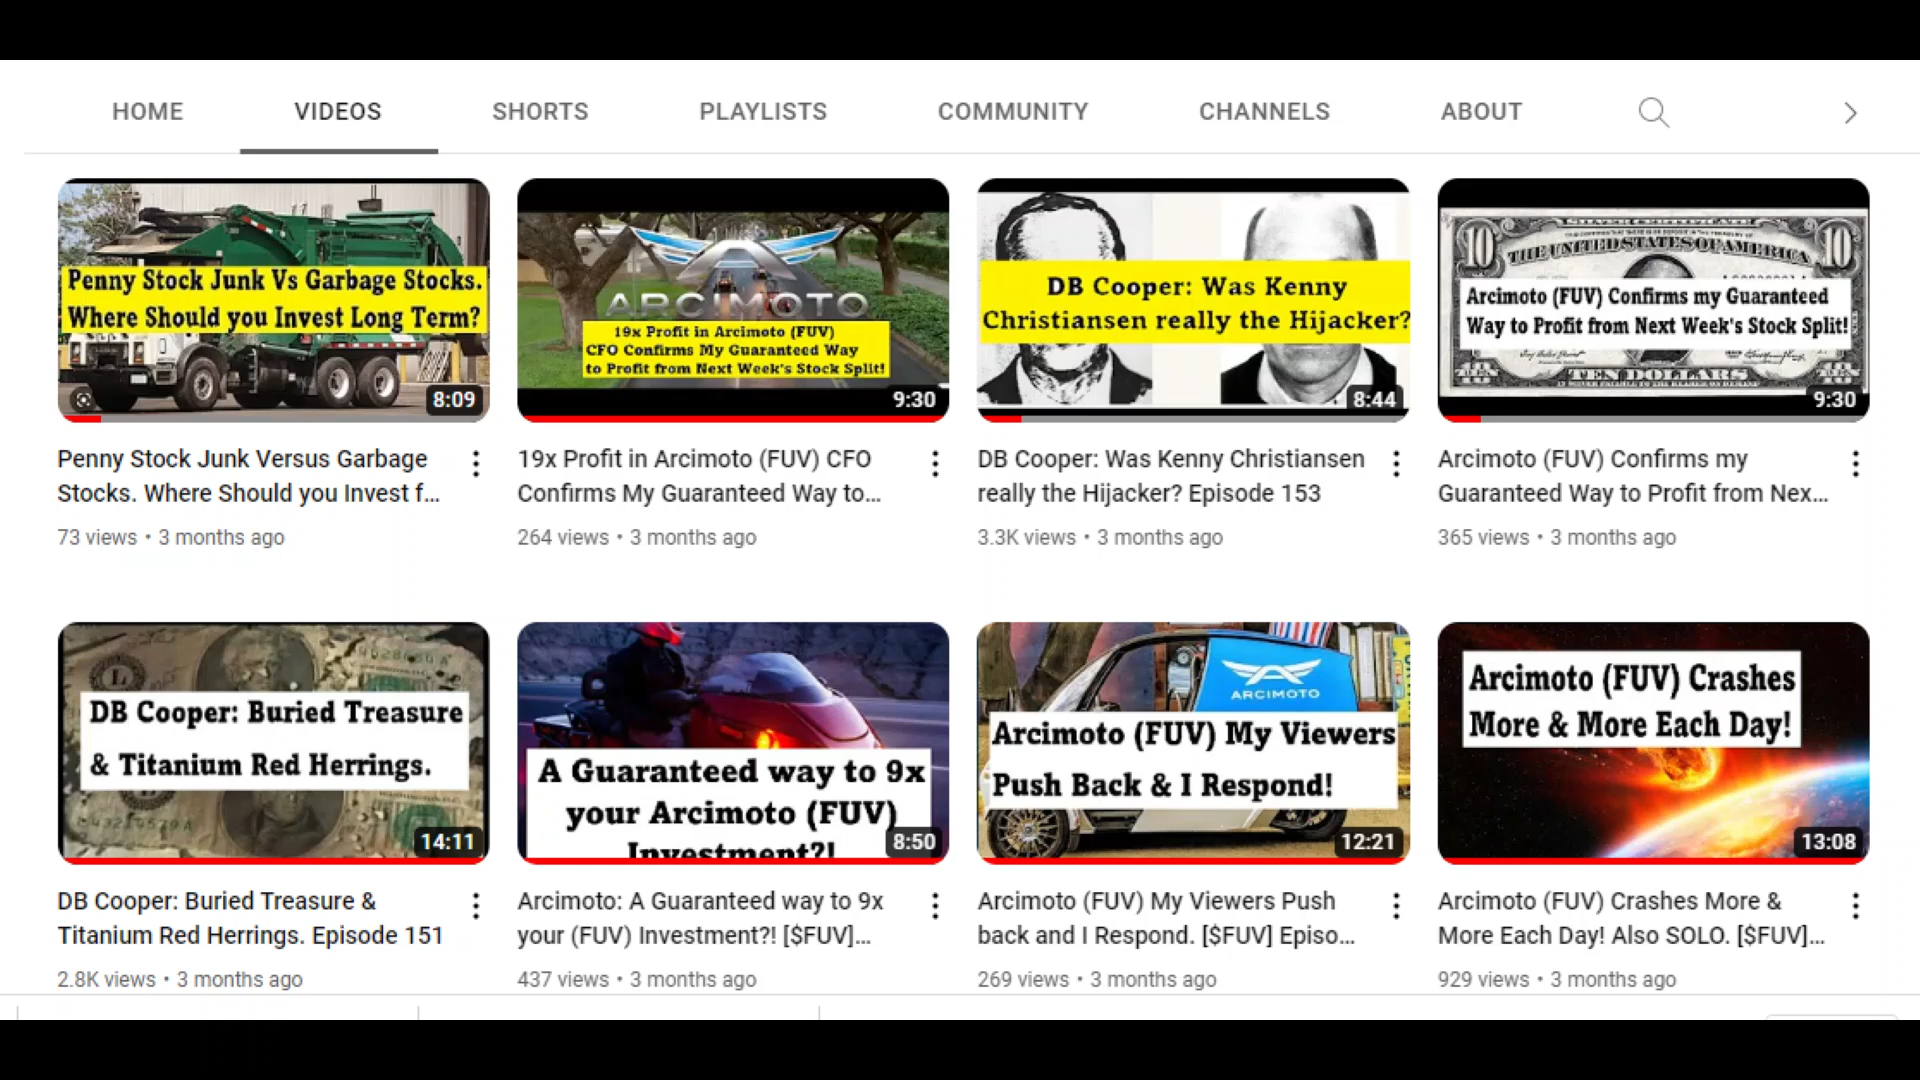 HOME VIDEOS SHORTS PLAYLISTS COMMUNITY CHANNELS ABOUT
Penny Stock Junk Vs Garbage Stocks.
Where Should you Invest Long Term?
8:09
ARCIMOTO
19x Profit in Arcimoto (FUV)
CFO Confirms My Guaranteed Way
to Profit from Next Week's Stock Split!
9:30
DB Cooper: Was Kenny
Christiansen really the Hijacker?
8:44
SILVER CERTIFICATE
10 THE UNITED STATES OF AMERICA 10
Arcimoto (FUV) Confirms my Guaranteed
Way to Profit from Next Week's Stock Split!
TEN DOLLARS
9:30
Penny Stock Junk Versus Garbage
Stocks. Where Should you Invest f...
73 views • 3 months ago
19x Profit in Arcimoto (FUV) CFO
Confirms My Guaranteed Way to...
264 views • 3 months ago
DB Cooper: Was Kenny Christiansen
really the Hijacker? Episode 153
3.3K views • 3 months ago
Arcimoto (FUV) Confirms my
Guaranteed Way to Profit from Nex...
365 views • 3 months ago
L
DB Cooper: Buried Treasure
& Titanium Red Herrings.
14:11
A Guaranteed way to 9x
your Arcimoto (FUV)
Investment?!
8:50
ARCIMOTO
Arcimoto (FUV) My Viewers
Push Back & I Respond!
12:21
Arcimoto (FUV) Crashes
More & More Each Day!
13:08
DB Cooper: Buried Treasure &
Titanium Red Herrings. Episode 151
2.8K views • 3 months ago
Arcimoto: A Guaranteed way to 9x
your (FUV) Investment?! [$FUV]...
437 views • 3 months ago
Arcimoto (FUV) My Viewers Push
back and I Respond. [$FUV] Episo...
269 views • 3 months ago
Arcimoto (FUV) Crashes More &
More Each Day! Also SOLO. [$FUV]...
929 views • 3 months ago